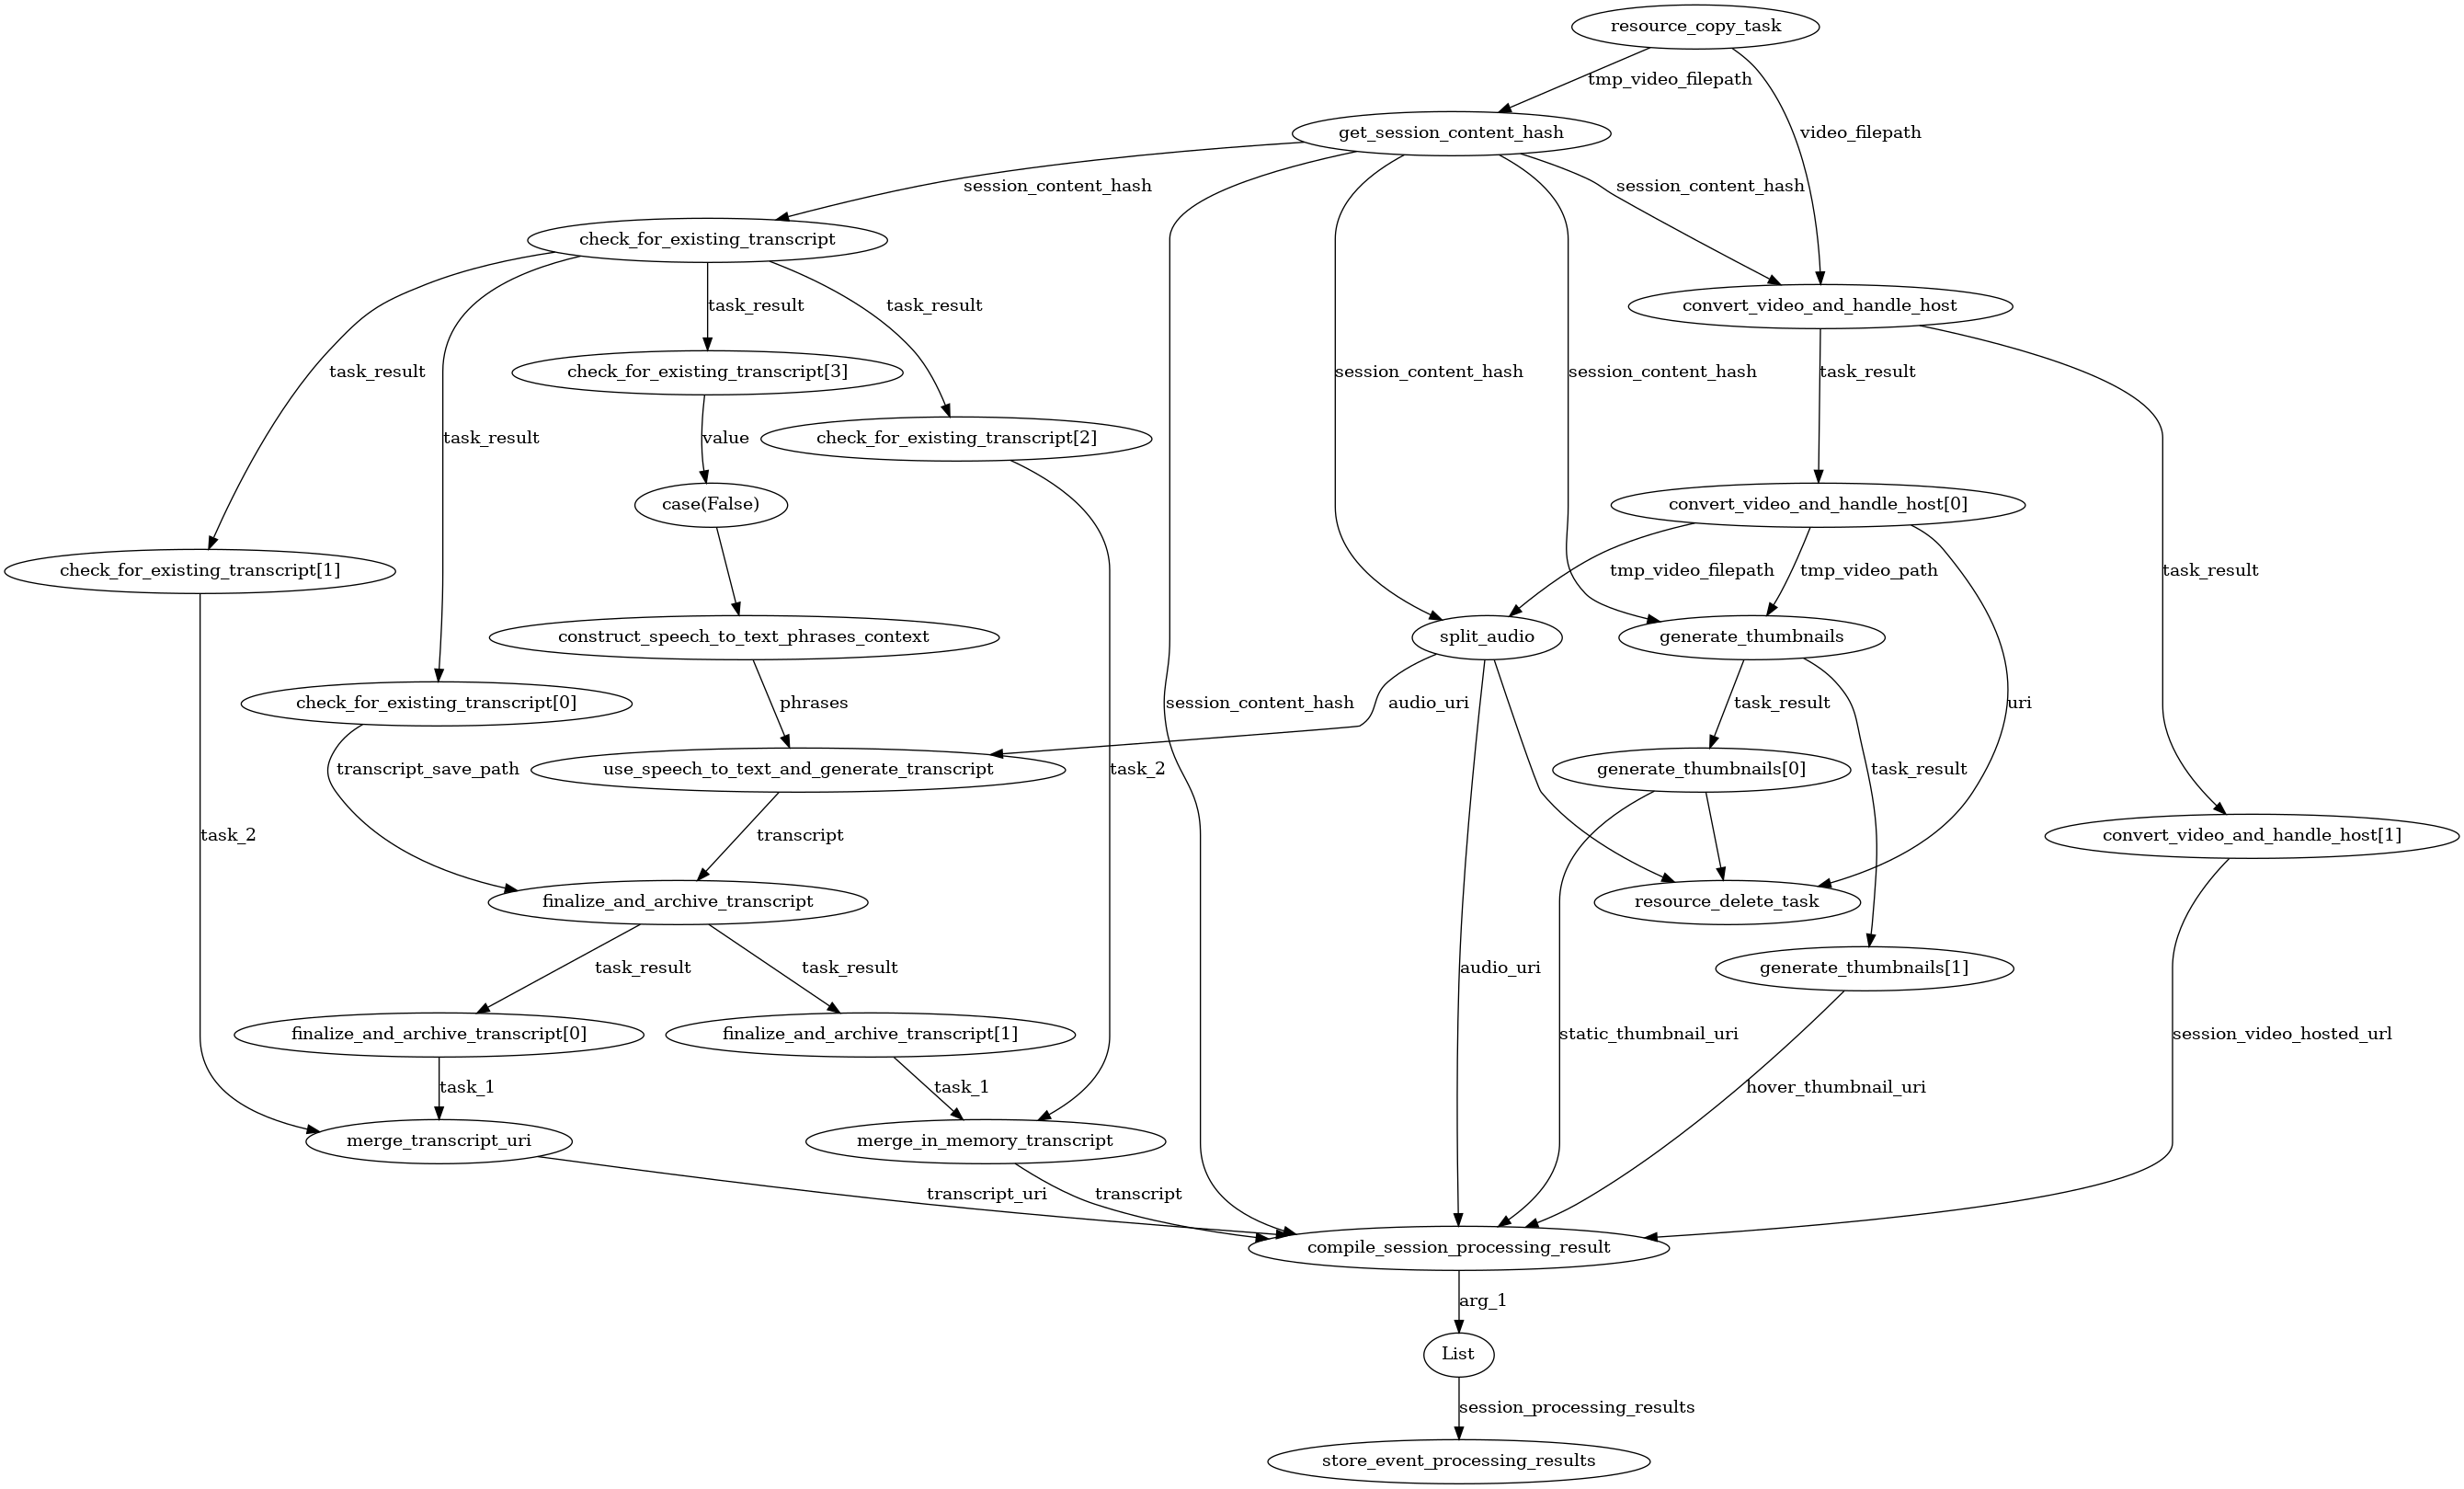 resource_copy_task
tmp_video_filepath
get_session_content_hash
video_filepath
session_content_hash
session_content_hash
check_for_existing_transcript
task_result
task_result
convert_video_and_handle_host
task_result
check_for_existing_transcript[3]
session_content_hash
session_content_hash
task_result
task_result
value
check_for_existing_transcript[2]
case(False)
convert_video_and_handle_host[0]
check_for_existing_transcript[1]
tmp_video_filepath
tmp_video_path
task_result
construct_speech_to_text_phrases_context
split_audio
generate_thumbnails
check_for_existing_transcript[0]
phrases
session_content_hash
audio_uri
task_result
uri
transcript_save_path
use_speech_to_text_and_generate_transcript
task_2
generate_thumbnails[0]
task_result
task_2
transcript
convert_video_and_handle_host[1]
finalize_and_archive_transcript
resource_delete_task
task_result
task_result
audio_uri
generate_thumbnails[1]
finalize_and_archive_transcript[0]
finalize_and_archive_transcript[1]
static_thumbnail_uri
session_video_hosted_url
task_1
task_1
hover_thumbnail_uri
merge_transcript_uri
merge_in_memory_transcript
transcript_uri
transcript
compile_session_processing_result
arg_1
List
session_processing_results
store_event_processing_results